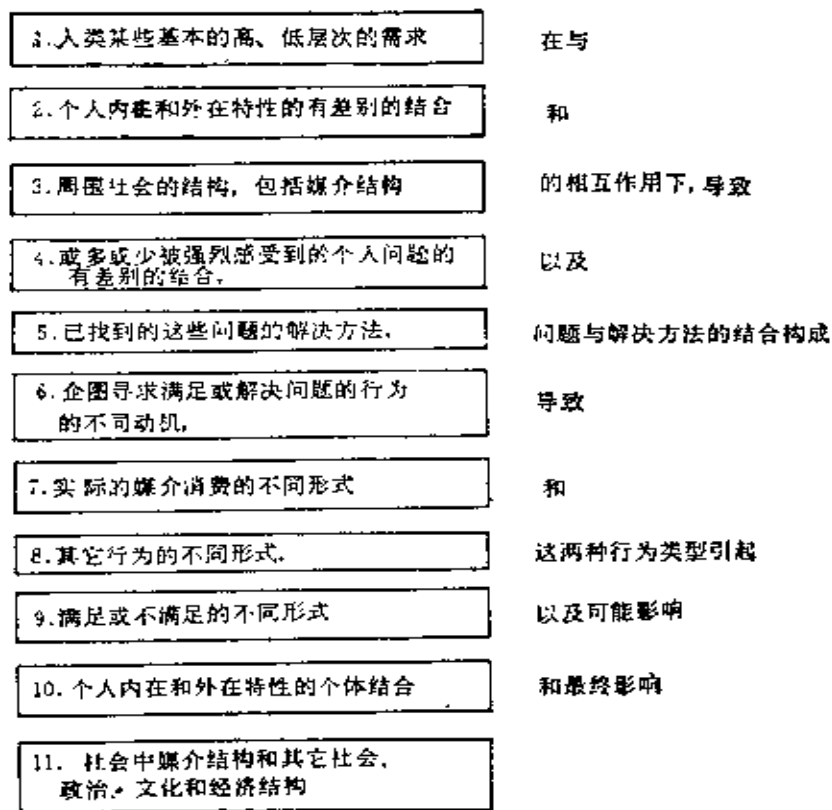 1.人类某些基本的高、低层次的需求 在与
2.个人内在和外在特性的有差别的结合 和
3.周围社会的结构，包括媒介结构 的相互作用下，导致
4.或多或少被强烈感受到的个人问题的
有差别的结合， 以及
5.已找到的这些问题的解决方法， 问题与解决方法的结合构成
6.企图寻求满足或解决问题的行为
的不同动机， 导致
7.实际的媒介消费的不同形式 和
8.其它行为的不同形式， 这两种行为类型引起
9.满足或不满足的不同形式 以及可能影响
10.个人内在和外在特性的个体结合 和最终影响
11. 社会中媒介结构和其它社会、
政治、文化和经济结构